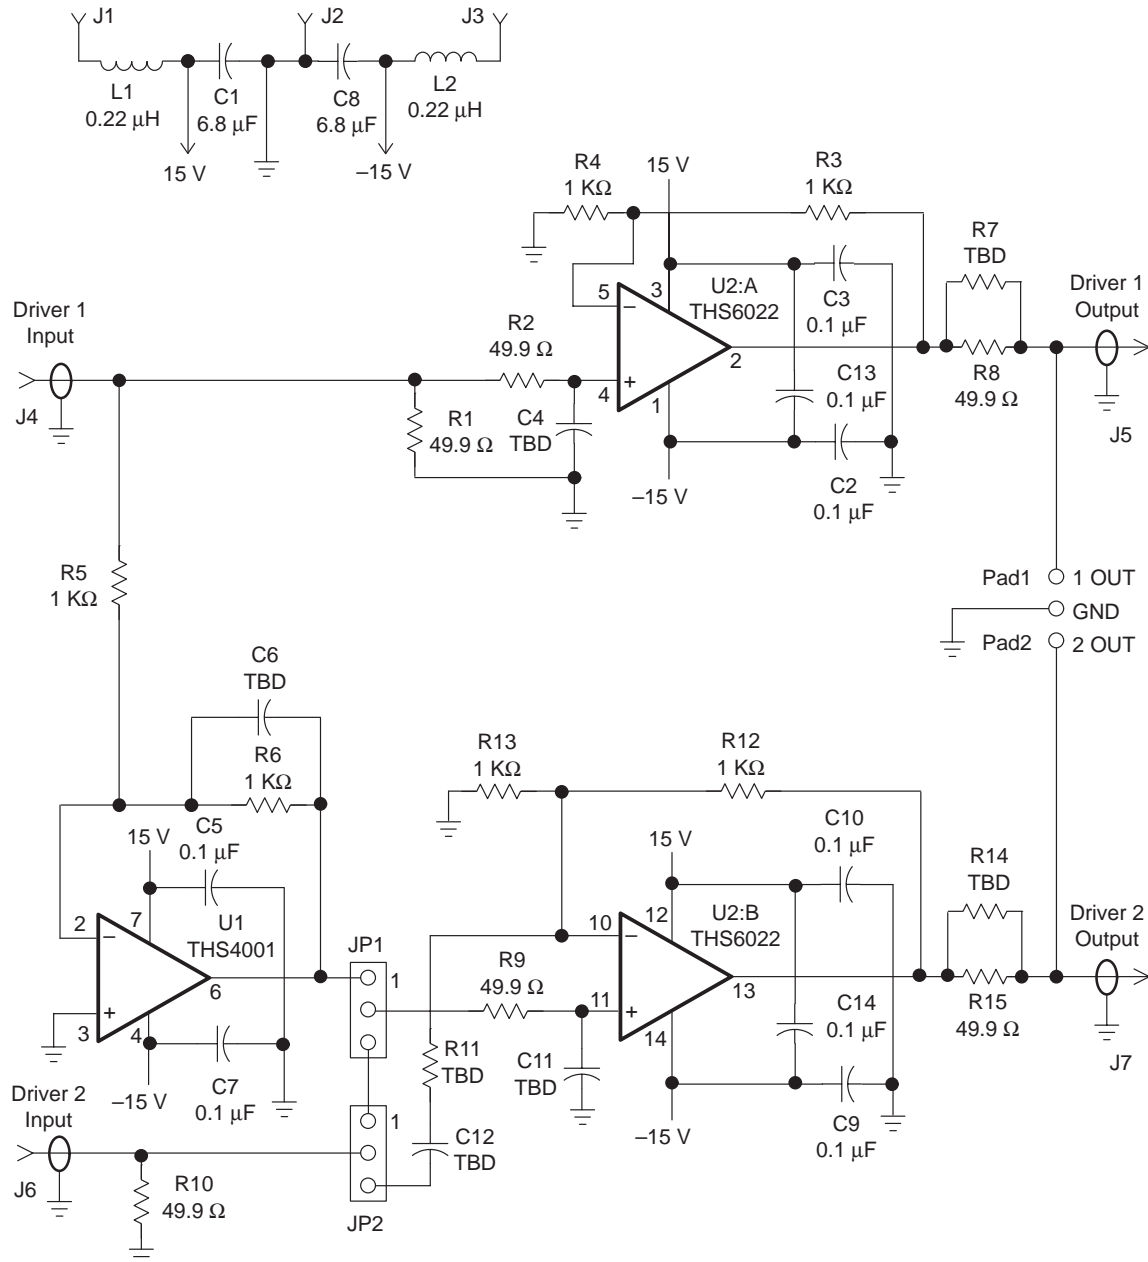 J1
J2
J3
L1
0.22 μH
C1
6.8 μF
C8
6.8 μF
L2
0.22 μH
15 V
–15 V
R4
1 KΩ
15 V
R3
1 KΩ
R7
TBD
Driver 1
Input
J4
R2
49.9 Ω
5
3
–
U2:A
THS6022
C3
0.1 μF
2
4
+
1
C13
0.1 μF
R8
49.9 Ω
Driver 1
Output
J5
R1
49.9 Ω
C4
TBD
–15 V
C2
0.1 μF
R5
1 KΩ
Pad1
1 OUT
GND
Pad2
2 OUT
C6
TBD
R6
1 KΩ
R13
1 KΩ
R12
1 KΩ
15 V
C5
0.1 μF
2
7
–
U1
THS4001
6
+
3
4
–15 V
C7
0.1 μF
JP1
1
R9
49.9 Ω
15 V
C10
0.1 μF
10
12
–
U2:B
THS6022
13
11
+
14
C14
0.1 μF
R14
TBD
R15
49.9 Ω
Driver 2
Output
J7
R11
TBD
C11
TBD
–15 V
C9
0.1 μF
Driver 2
Input
J6
R10
49.9 Ω
1
JP2
C12
TBD